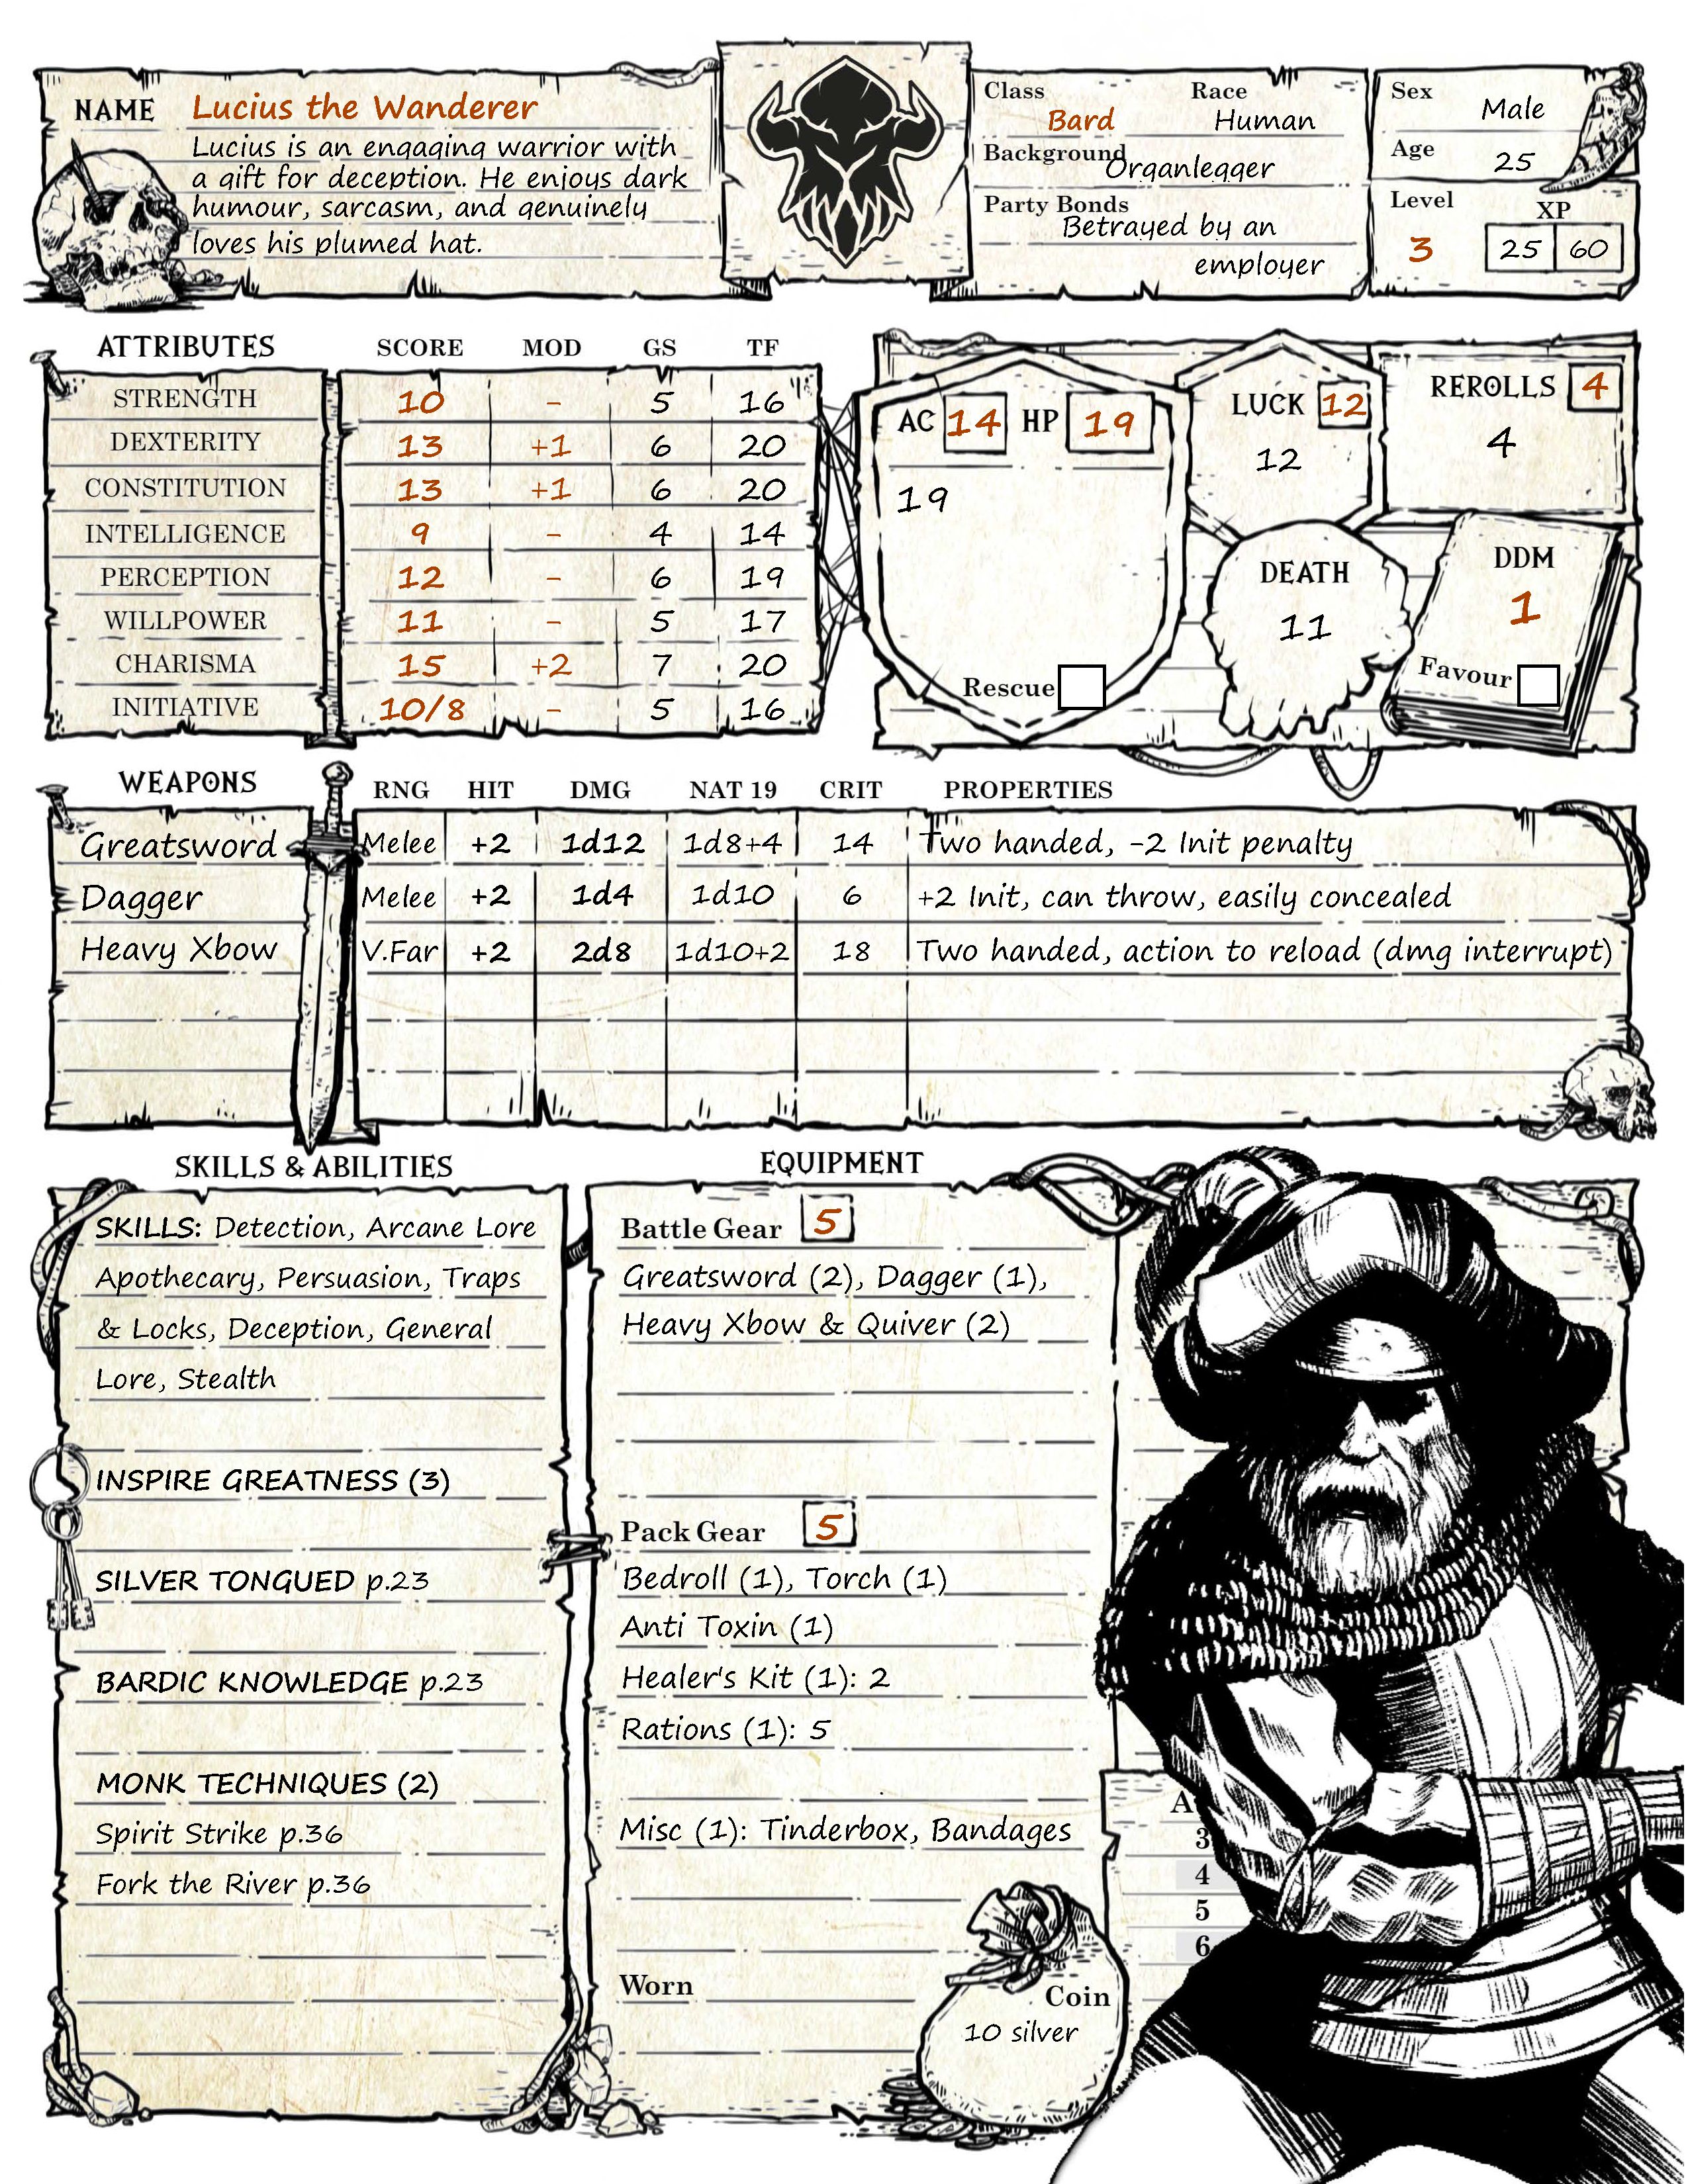 NAME Lucius the Wanderer
Lucius is an engaging warrior with
a gift for deception. He enjoys dark
humour, sarcasm, and genuinely
loves his plumed hat.
Class Race
Bard Human
Background Organlegger
Party Bonds
Betrayed by an
employer
Sex Male
Age 25
Level XP
3 25 60
ATTRIBUTES SCORE MOD GS TF
STRENGTH 10 - 5 16
DEXTERITY 13 +1 6 20
CONSTITUTION 13 +1 6 20
INTELLIGENCE 9 - 4 14
PERCEPTION 12 - 6 19
WILLPOWER 11 - 5 17
CHARISMA 15 +2 7 20
INITIATIVE 10/8 - 5 16
AC 14 HP 19
19
Rescue
LUCK 12
12
REROLLS 4
4
DEATH
11
DDM
1
Favour
WEAPONS RNG HIT DMG NAT 19 CRIT PROPERTIES
Greatsword Melee +2 1d12 1d8+4 14 Two handed, -2 Init penalty
Dagger Melee +2 1d4 1d10 6 +2 Init, can throw, easily concealed
Heavy Xbow V.Far +2 2d8 1d10+2 18 Two handed, action to reload (dmg interrupt)
SKILLS & ABILITIES
SKILLS: Detection, Arcane Lore
Apothecary, Persuasion, Traps
& Locks, Deception, General
Lore, Stealth
INSPIRE GREATNESS (3)
SILVER TONGUED p.23
BARDIC KNOWLEDGE p.23
MONK TECHNIQUES (2)
Spirit Strike p.36
Fork the River p.36
EQUIPMENT
Battle Gear 5
Greatsword (2), Dagger (1),
Heavy Xbow & Quiver (2)
Pack Gear 5
Bedroll (1), Torch (1)
Anti Toxin (1)
Healer's Kit (1): 2
Rations (1): 5
Misc (1): Tinderbox, Bandages
Worn
Coin
10 silver
3
4
5
6